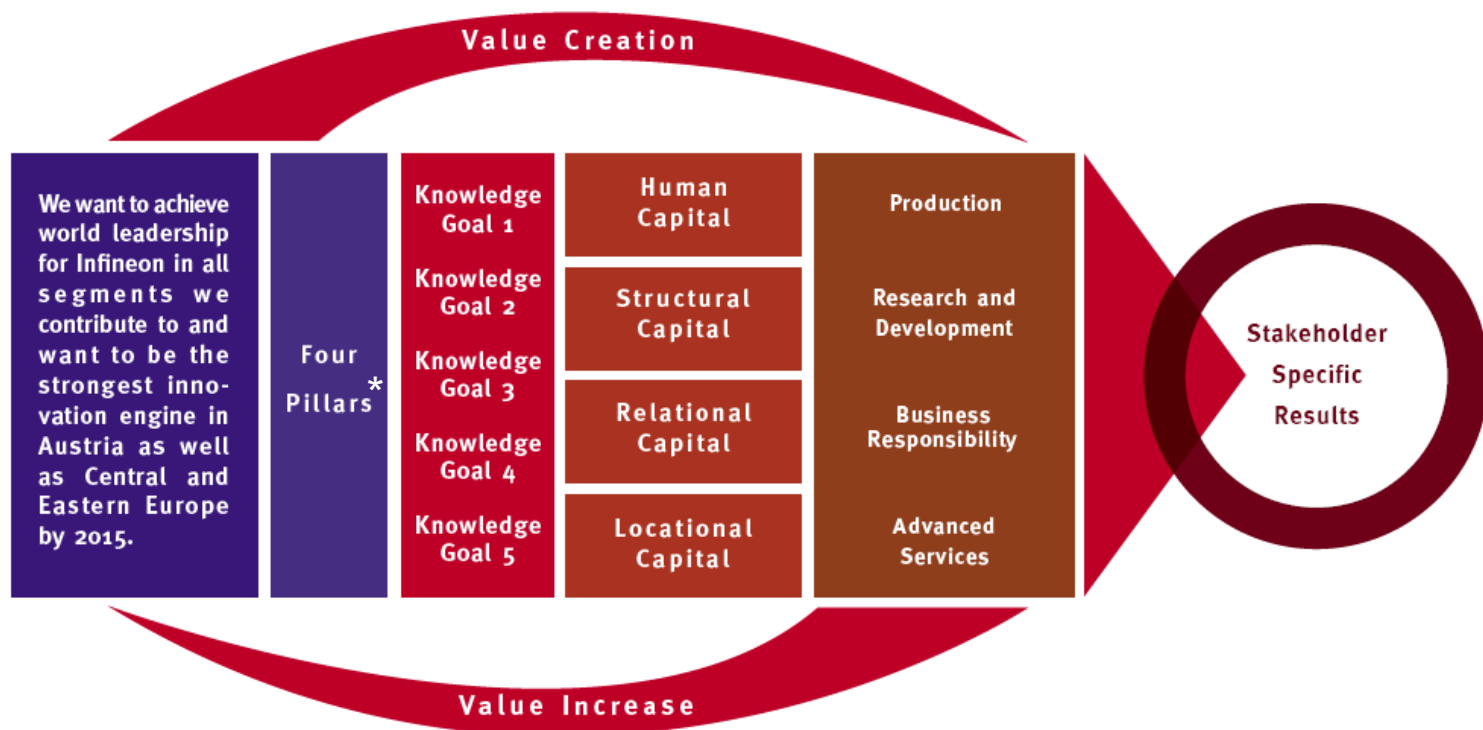 Value Creation
We want to achieve
world leadership
for Infineon in all
segments we
contribute to and
want to be the
strongest inno-
vation engine in
Austria as well
as Central and
Eastern Europe
by 2015.
Four
Pillars*
Knowledge
Goal 1
Knowledge
Goal 2
Knowledge
Goal 3
Knowledge
Goal 4
Knowledge
Goal 5
Human
Capital
Structural
Capital
Relational
Capital
Locational
Capital
Production
Research and
Development
Business
Responsibility
Advanced
Services
Stakeholder
Specific
Results
Value Increase